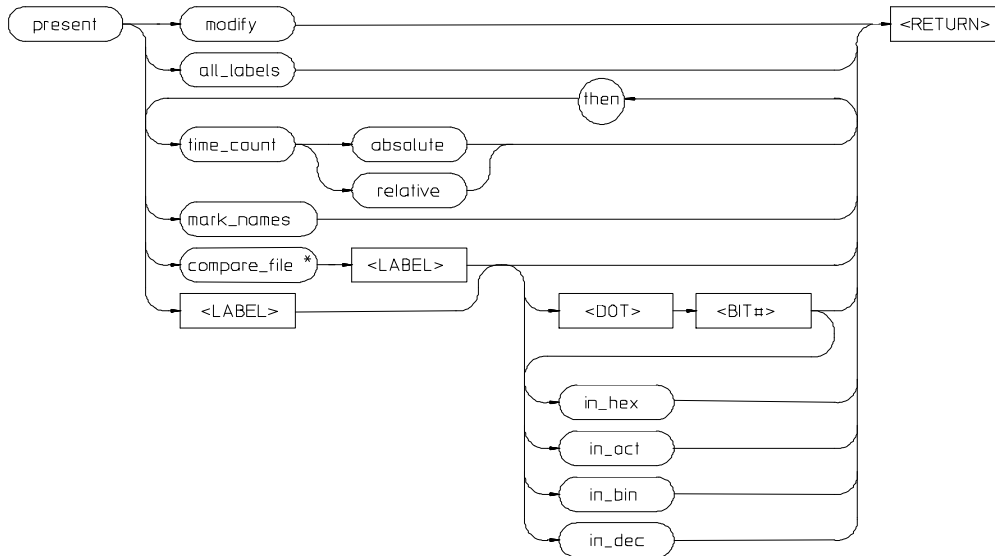 present
modify
<RETURN>
all_labels
then
time_count
absolute
relative
mark_names
compare_file *
<LABEL>
<LABEL>
<DOT>
<BIT#>
in_hex
in_oct
in_bin
in_dec